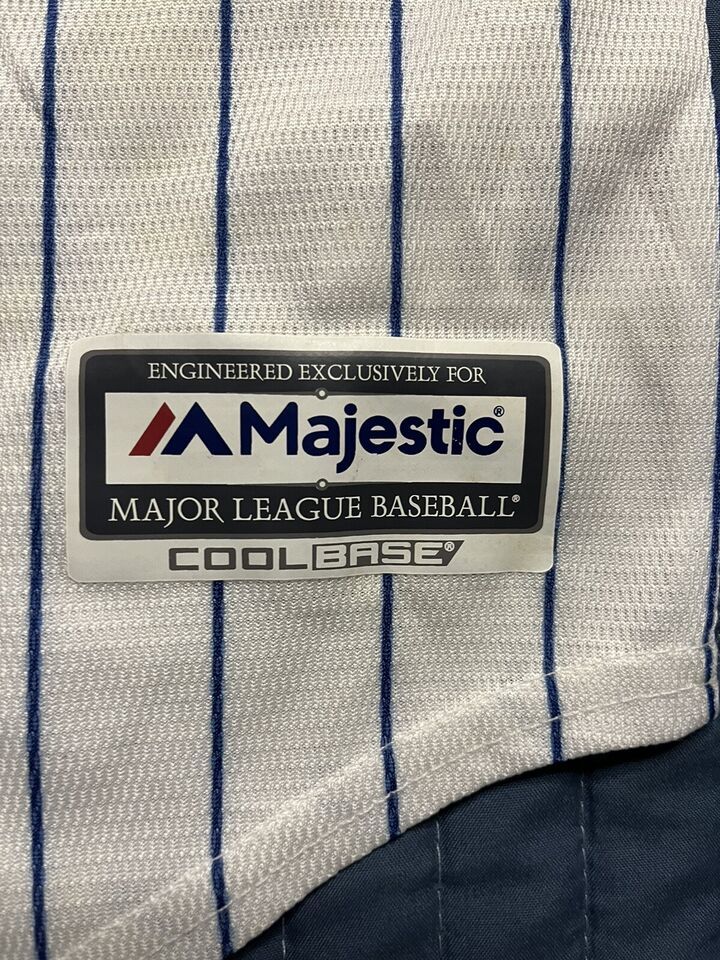 ENGINEERED EXCLUSIVELY FOR
Majestic®
MAJOR LEAGUE BASEBALL®
COOLBASE®